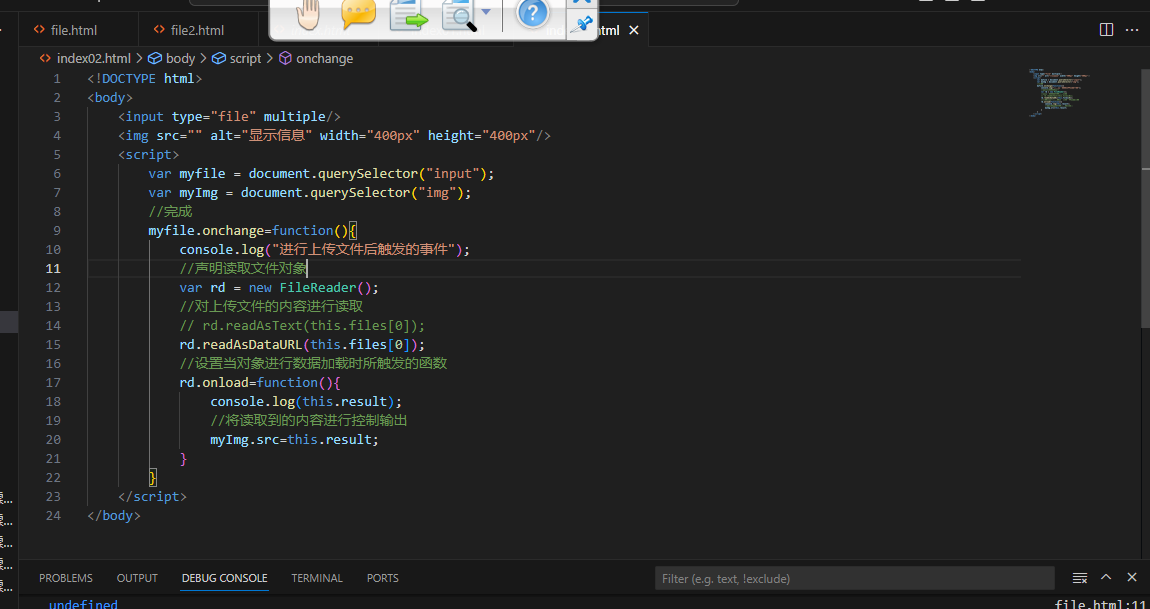 file.html
file2.html
html
index02.html > body > script > onchange
1 <!DOCTYPE html>
2 <body>
3 <input type="file" multiple/>
4 <img src="" alt="显示信息" width="400px" height="400px"/>
5 <script>
6 var myfile = document.querySelector("input");
7 var myImg = document.querySelector("img");
8 //完成
9 myfile.onchange=function(){
10 console.log("进行上传文件后触发的事件");
11 //声明读取文件对象
12 var rd = new FileReader();
13 //对上传文件的内容进行读取
14 // rd.readAsText(this.files[0]);
15 rd.readAsDataURL(this.files[0]);
16 //设置当对象进行数据加载时所触发的函数
17 rd.onload=function(){
18 console.log(this.result);
19 //将读取到的内容进行控制输出
20 myImg.src=this.result;
21 }
22 }
23 </script>
24 </body>
PROBLEMS OUTPUT DEBUG CONSOLE TERMINAL PORTS Filter (e.g. text, !exclude)
undefined file.html:11